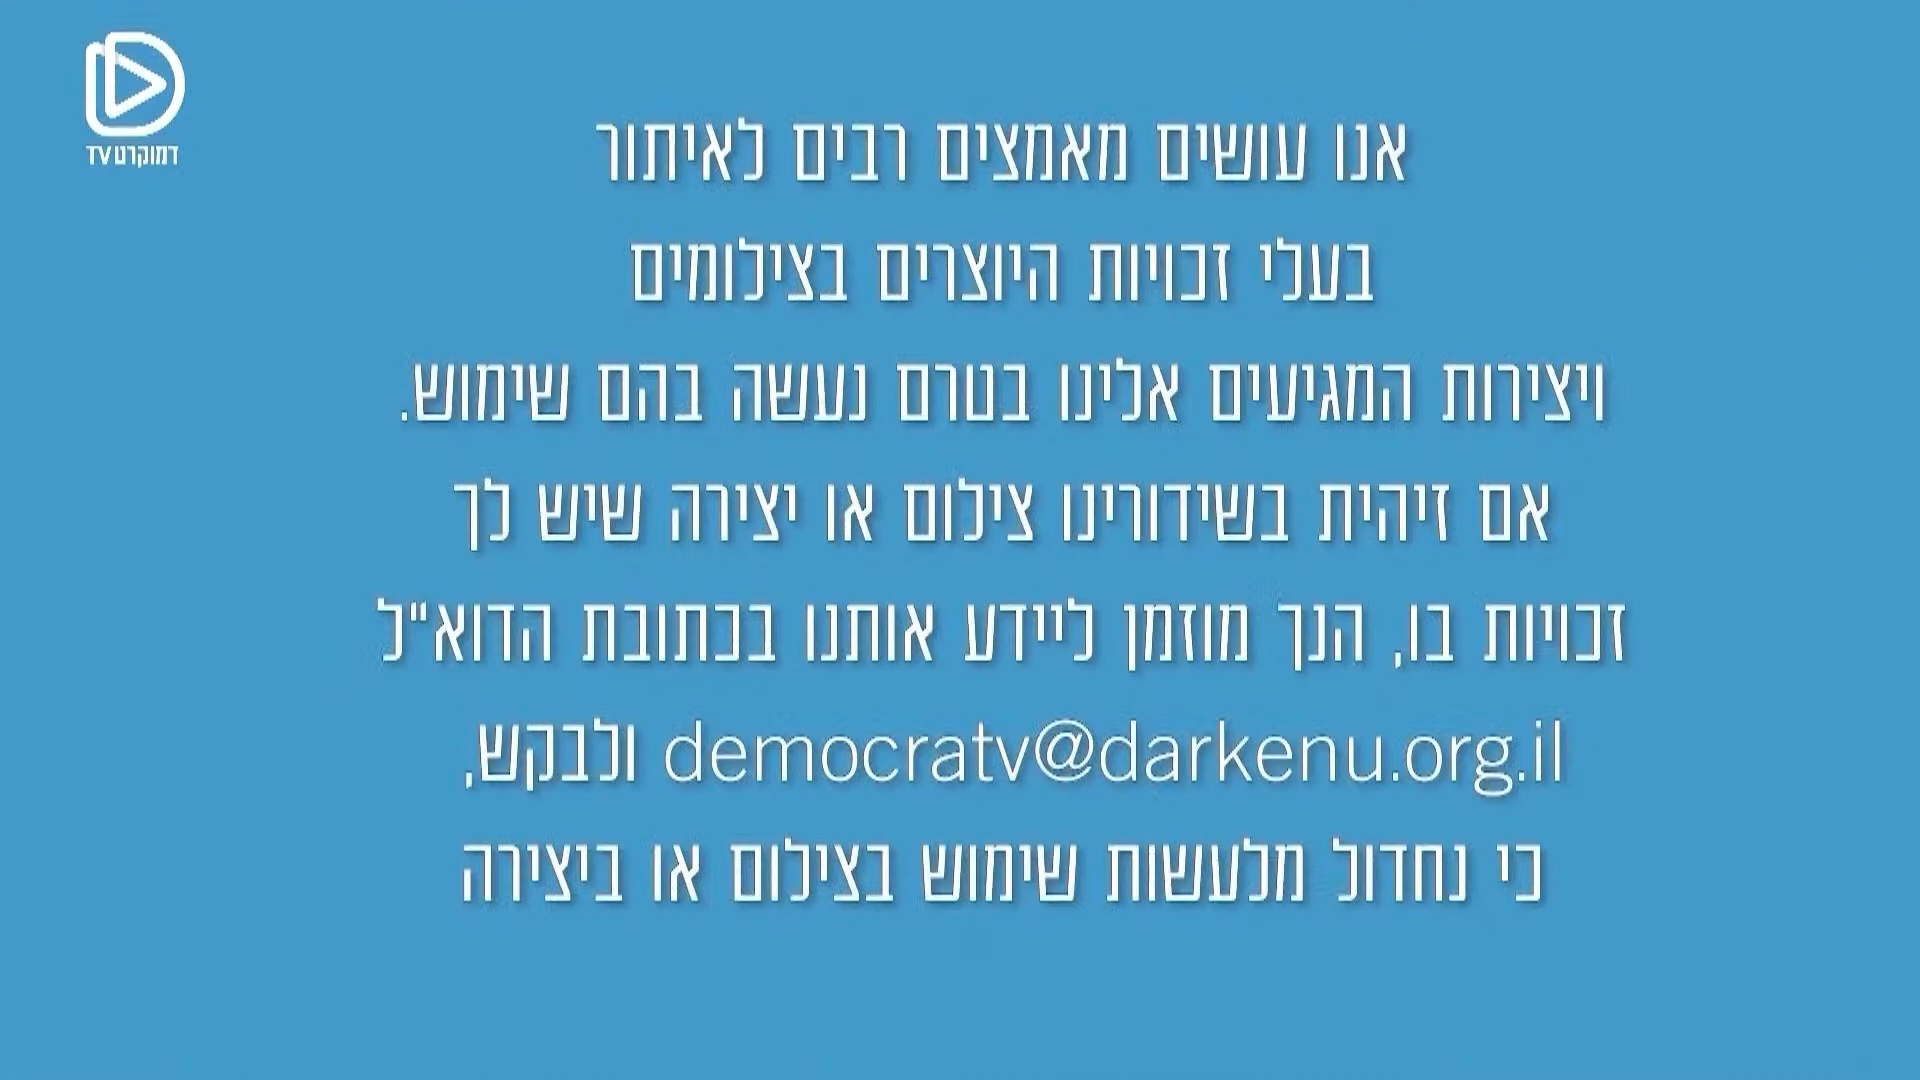 דמוקרטTV
אנו עושים מאמצים רבים לאיתור
בעלי זכויות היוצרים בצילומים
ויצירות המגיעים אלינו בטרם נעשה בהם שימוש.
אם זיהית בשידורינו צילום או יצירה שיש לך
זכויות בו, הנך מוזמן ליידע אותנו בכתובת הדוא"ל
democratv@darkenu.org.il ולבקש,
כי נחדול מלעשות שימוש בצילום או ביצירה